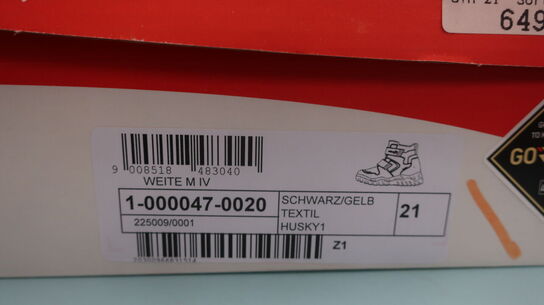 649
9 008518 483040
WEITE M IV
1-000047-0020
225009/0001
SCHWARZ/GELB
TEXTIL
HUSKY1
21
Z1
GO